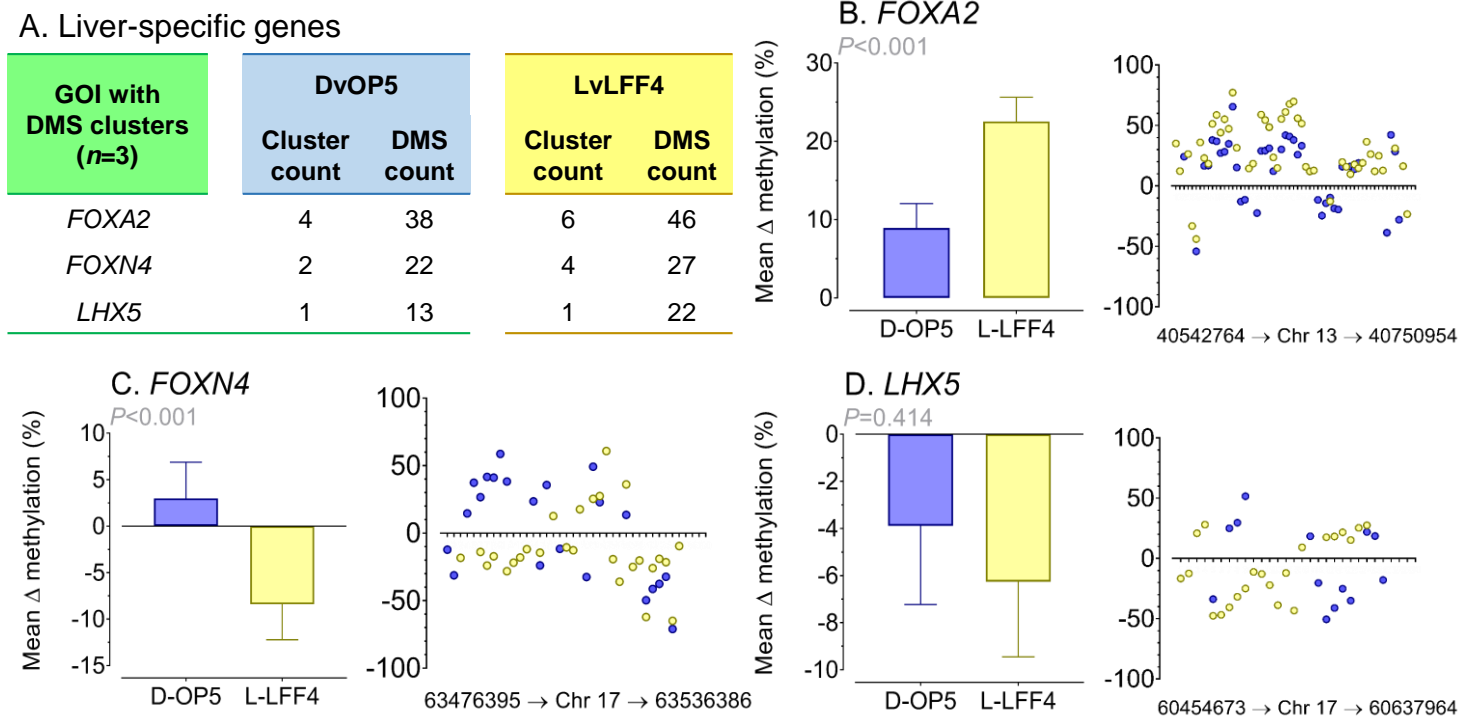 A. Liver-specific genes
GOI with
DMS clusters
(n=3)
DvOP5
LvLFF4
Cluster
count
DMS
count
Cluster
count
DMS
count
FOXA2 4 38 6 46
FOXN4 2 22 4 27
LHX5 1 13 1 22
B. FOXA2
P<0.001
Mean Δ methylation (%)
30
20
10
0
D-OP5 L-LFF4
100
50
0
-50
-100
40542764 → Chr 13 → 40750954
C. FOXN4
P<0.001
Mean Δ methylation (%)
10
5
0
-5
-10
-15
D-OP5 L-LFF4
100
50
0
-50
-100
63476395 → Chr 17 → 63536386
D. LHX5
P=0.414
Mean Δ methylation (%)
0
-2
-4
-6
-8
-10
D-OP5 L-LFF4
100
50
0
-50
-100
60454673 → Chr 17 → 60637964